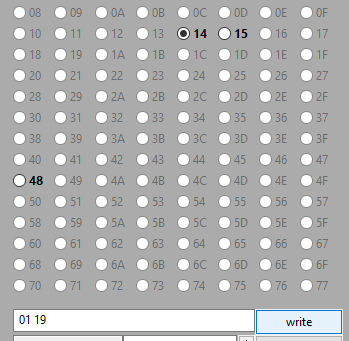 08 09 0A 0B 0C 0D 0E 0F
10 11 12 13 14 15 16 17
18 19 1A 1B 1C 1D 1E 1F
20 21 22 23 24 25 26 27
28 29 2A 2B 2C 2D 2E 2F
30 31 32 33 34 35 36 37
38 39 3A 3B 3C 3D 3E 3F
40 41 42 43 44 45 46 47
48 49 4A 4B 4C 4D 4E 4F
50 51 52 53 54 55 56 57
58 59 5A 5B 5C 5D 5E 5F
60 61 62 63 64 65 66 67
68 69 6A 6B 6C 6D 6E 6F
70 71 72 73 74 75 76 77
01 19 write